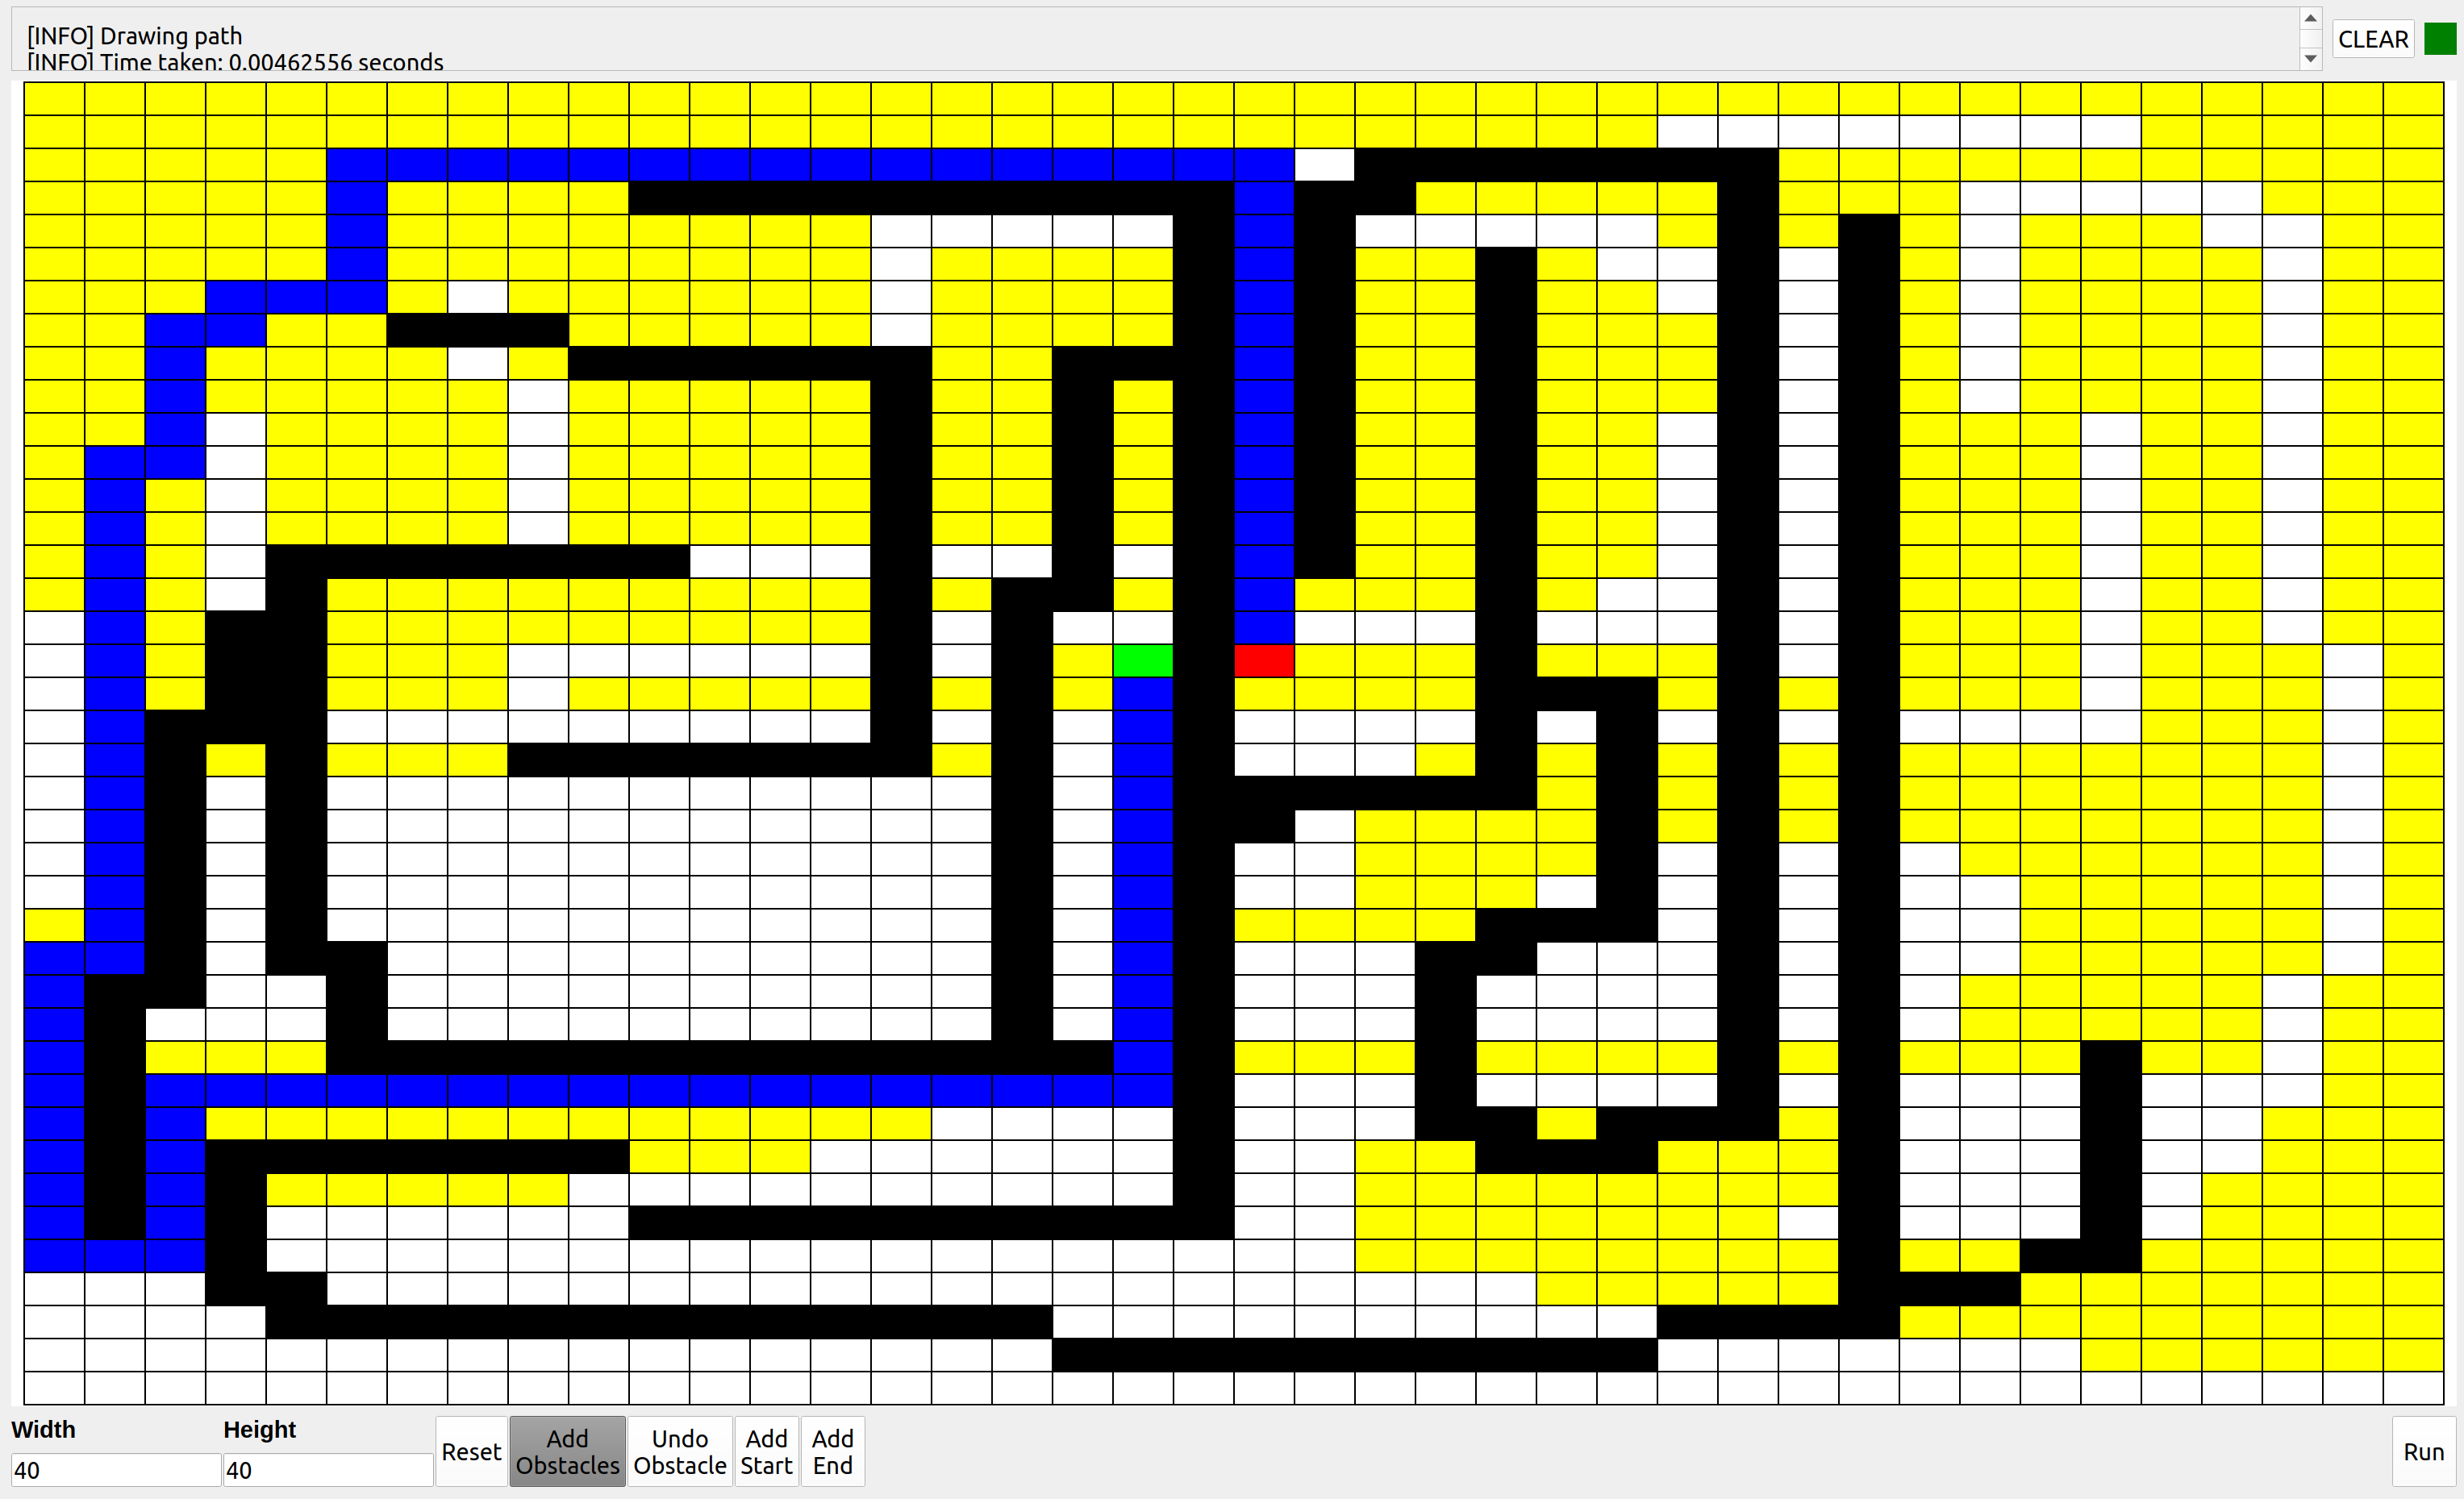 [INFO] Drawing path
[INFO] Time taken: 0.00462556 seconds
CLEAR
Width
Height
40
40
Reset
Add
Obstacles
Undo
Obstacle
Add
Start
Add
End
Run